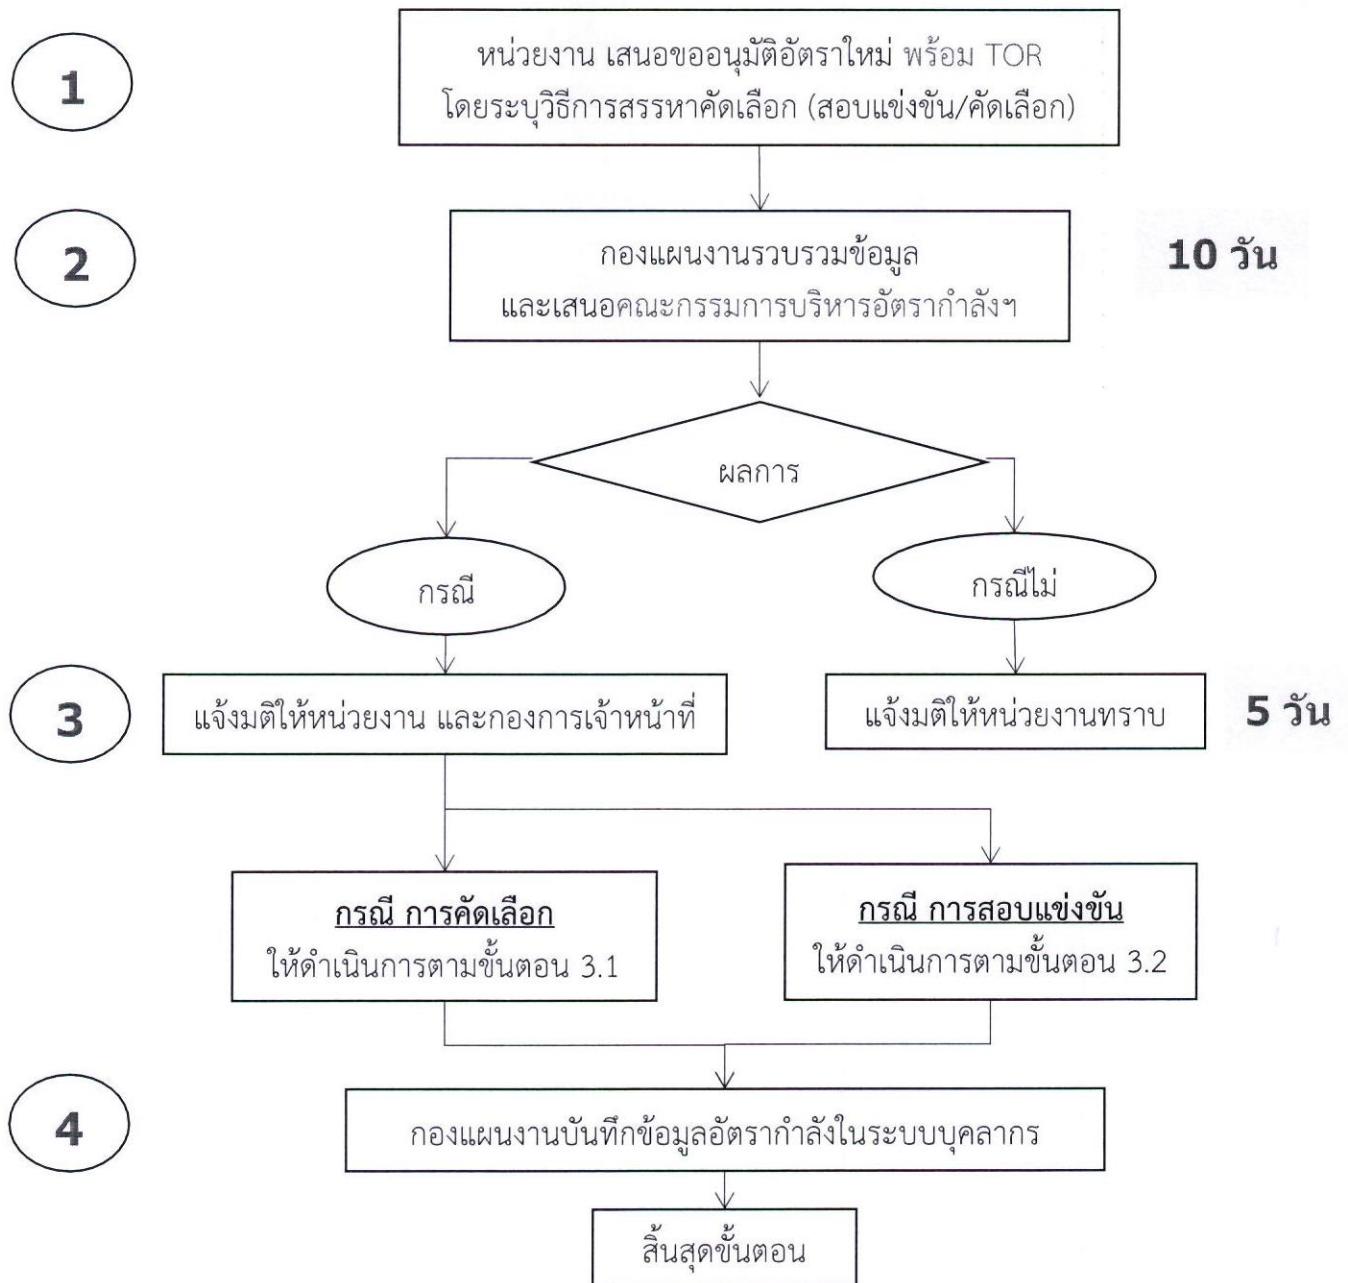 1
หน่วยงาน เสนอขออนุมัติอัตราใหม่ พร้อม TOR
โดยระบุวิธีการสรรหาคัดเลือก (สอบแข่งขัน/คัดเลือก)
2
กองแผนงานรวบรวมข้อมูล
และเสนอคณะกรรมการบริหารอัตรากำลังฯ
10 วัน
ผลการ
กรณี
กรณีไม่
3
แจ้งมติให้หน่วยงาน และกองการเจ้าหน้าที่
แจ้งมติให้หน่วยงานทราบ
5 วัน
กรณี การคัดเลือก
ให้ดำเนินการตามขั้นตอน 3.1
กรณี การสอบแข่งขัน
ให้ดำเนินการตามขั้นตอน 3.2
4
กองแผนงานบันทึกข้อมูลอัตรากำลังในระบบบุคลากร
สิ้นสุดขั้นตอน